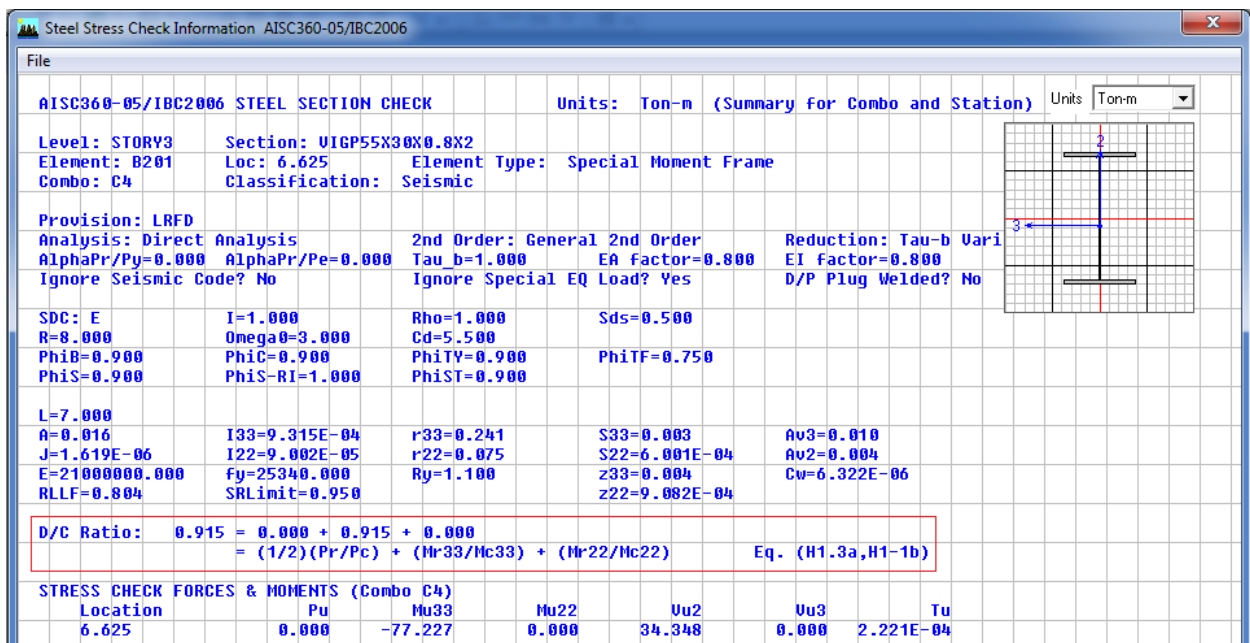 Steel Stress Check Information AISC360-05/IBC2006
File
AISC360-05/IBC2006 STEEL SECTION CHECK Units: Ton-m (Summary for Combo and Station) Units Ton-m
Level: STORY3 Section: VIGP55X30X0.8X2
Element: B201 Loc: 6.625 Element Type: Special Moment Frame
Combo: C4 Classification: Seismic
2
3
Provision: LRFD
Analysis: Direct Analysis 2nd Order: General 2nd Order Reduction: Tau-b Vari
AlphaPr/Py=0.000 AlphaPr/Pe=0.000 Tau_b=1.000 EA factor=0.800 EI factor=0.800
Ignore Seismic Code? No Ignore Special EQ Load? Yes D/P Plug Welded? No
SDC: E I=1.000 Rho=1.000 Sds=0.500
R=8.000 Omega0=3.000 Cd=5.500
PhiB=0.900 PhiC=0.900 PhiTY=0.900 PhiTF=0.750
PhiS=0.900 PhiS-RI=1.000 PhiST=0.900
L=7.000
A=0.016 I33=9.315E-04 r33=0.241 S33=0.003 Av3=0.010
J=1.619E-06 I22=9.002E-05 r22=0.075 S22=6.001E-04 Av2=0.004
E=21000000.000 fy=25340.000 Ry=1.100 z33=0.004 Cw=6.322E-06
RLLF=0.804 SRLimit=0.950 z22=9.082E-04
D/C Ratio: 0.915 = 0.000 + 0.915 + 0.000
= (1/2)(Pr/Pc) + (Mr33/Mc33) + (Mr22/Mc22) Eq. (H1.3a,H1-1b)
STRESS CHECK FORCES & MOMENTS (Combo C4)
Location Pu Mu33 Mu22 Vu2 Vu3 Tu
6.625 0.000 -77.227 0.000 34.348 0.000 2.221E-04